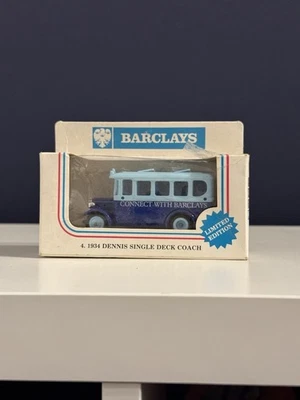 BARCLAYS
CONNECT WITH BARCLAYS
4. 1934 DENNIS SINGLE DECK COACH
LIMITED
EDITION